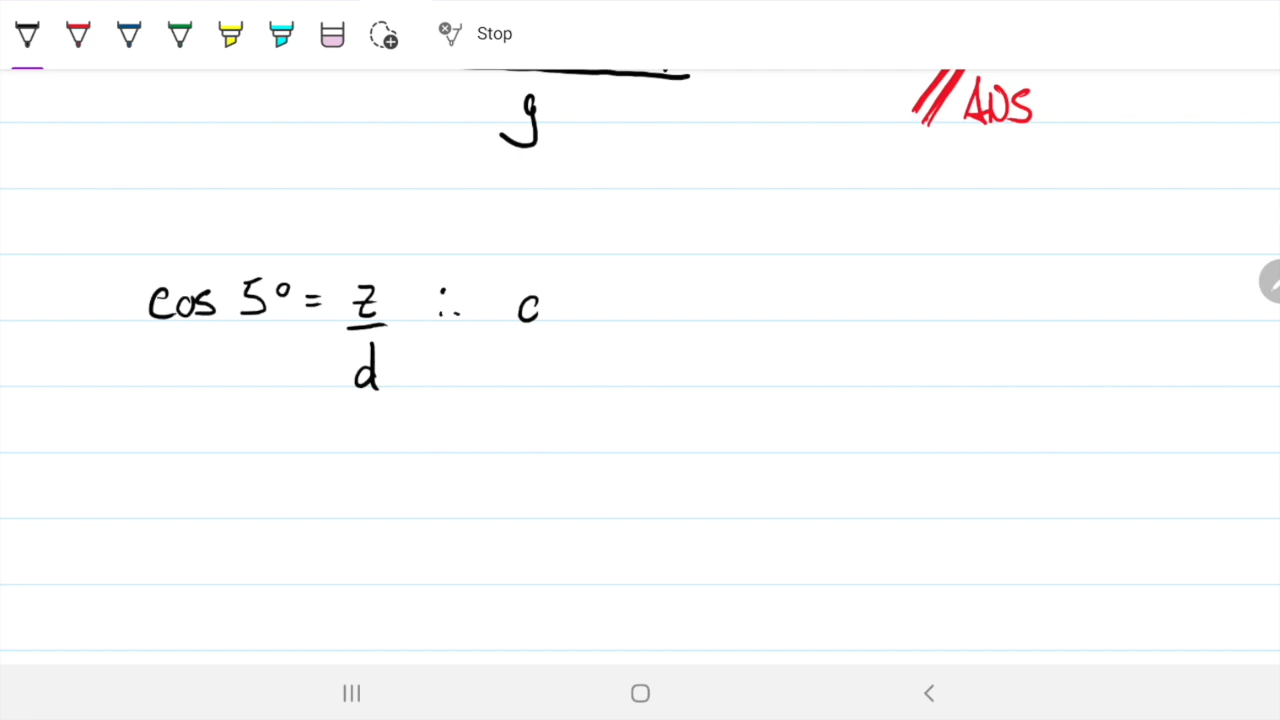 Stop
g
Ans
cos 5° = z/d ∴ c